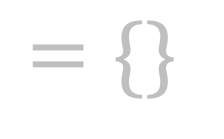 = {}